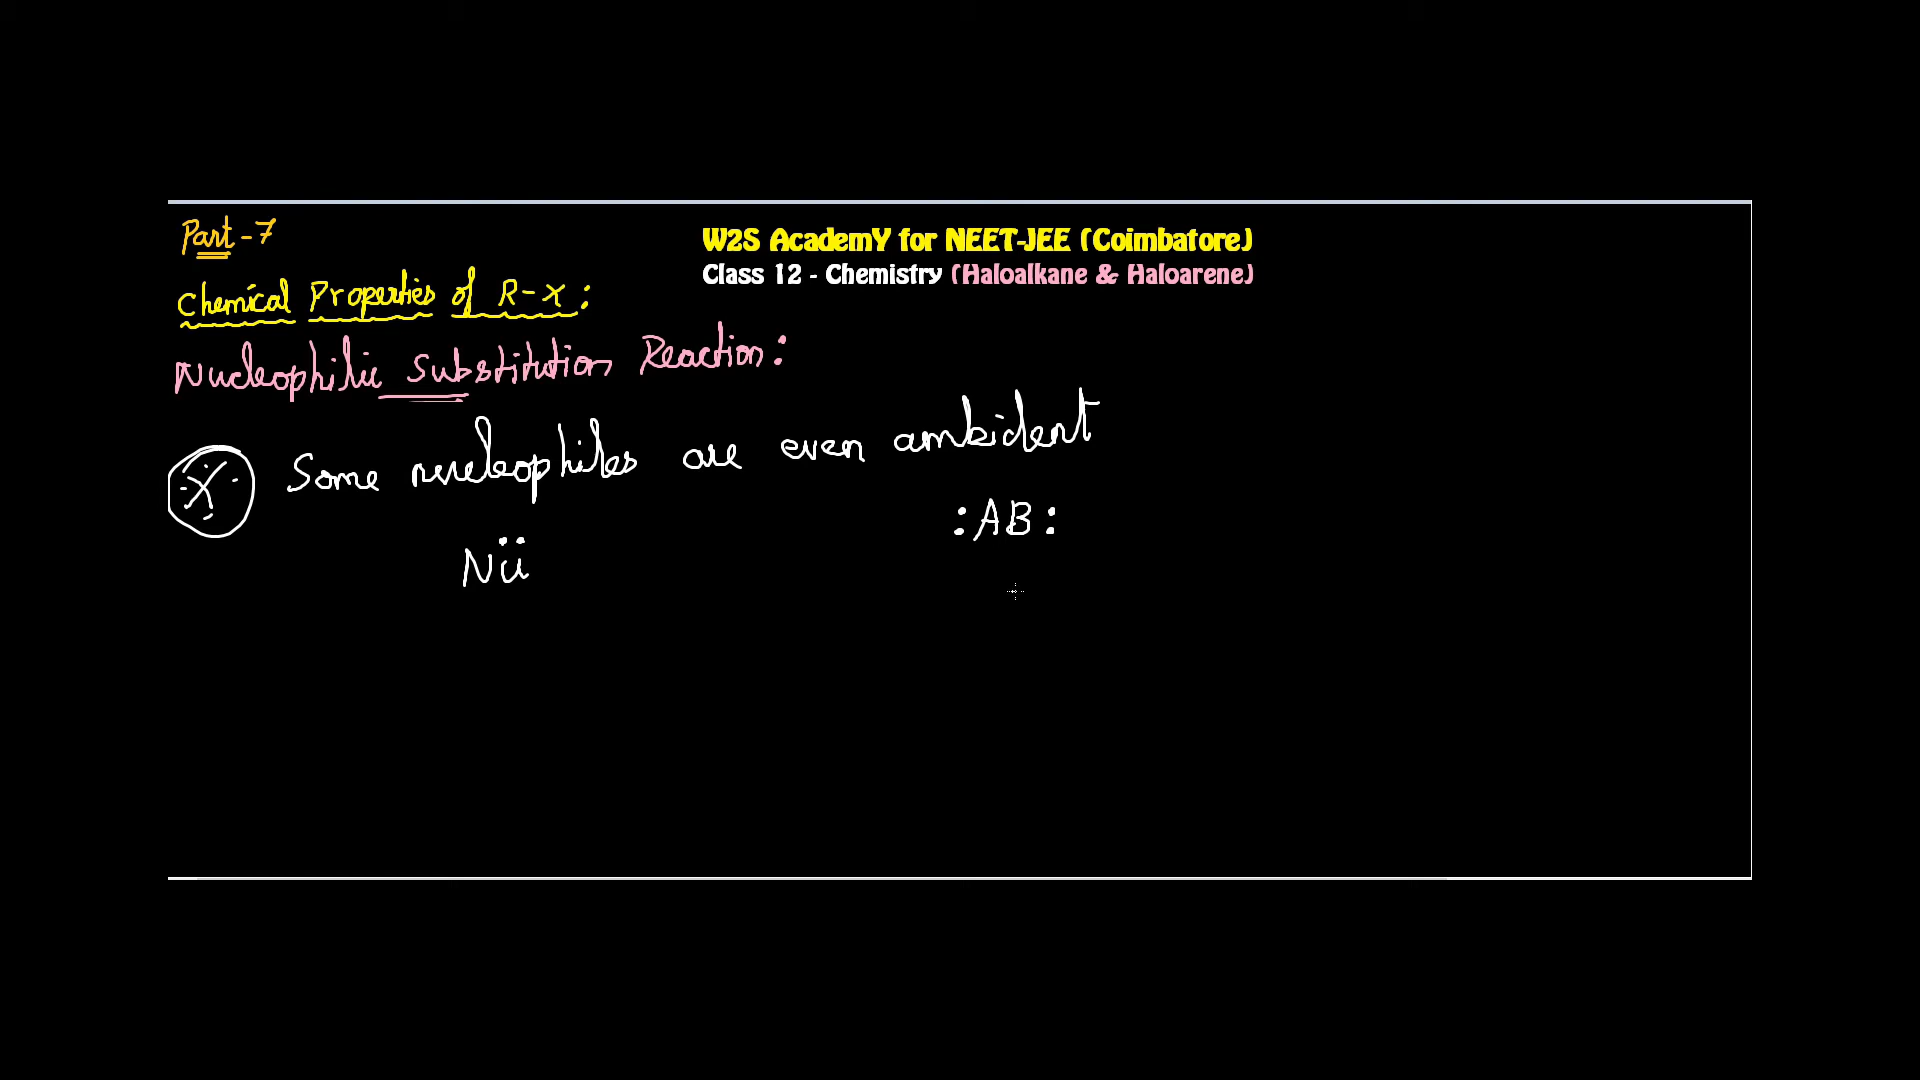 Part-7
W2S AcademY for NEET-JEE (Coimbatore)
Class 12 - Chemistry (Haloalkane & Haloarene)
Chemical Properties of R-X:
Nucleophilic Substitution Reaction:
Some nucleophiles are even ambident
:AB:
Nü